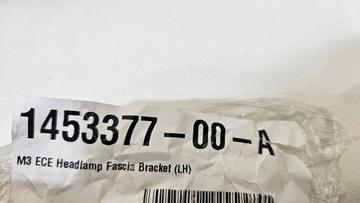 1453377-00-A
M3 ECE Headlamp Fascia Bracket (LH)